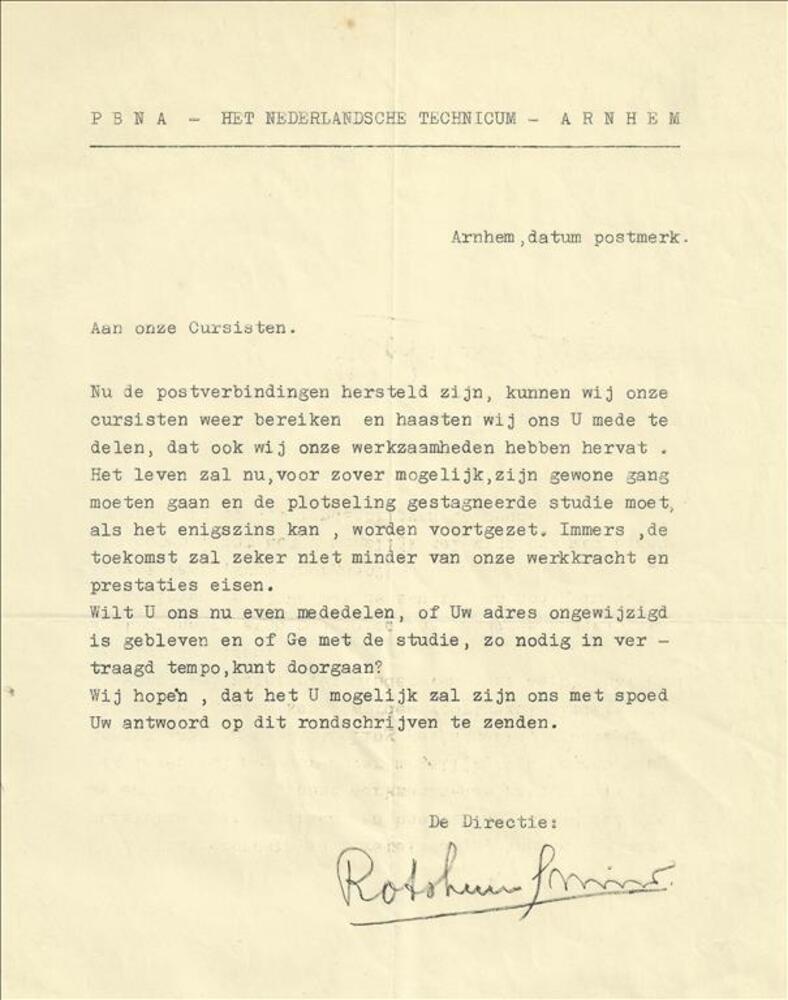 P B N A - HET NEDERLANDSCHE TECHNICUM - A R N H E M
Arnhem,datum postmerk.
Aan onze Cursisten.
Nu de postverbindingen hersteld zijn, kunnen wij onze
cursisten weer bereiken en haasten wij ons U mede te
delen, dat ook wij onze werkzaamheden hebben hervat .
Het leven zal nu,voor zover mogelijk,zijn gewone gang
moeten gaan en de plotseling gestagneerde studie moet,
als het enigszins kan , worden voortgezet. Immers ,de
toekomst zal zeker niet minder van onze werkkracht en
prestaties eisen.
Wilt U ons nu even mededelen, of Uw adres ongewijzigd
is gebleven en of Ge met de studie, zo nodig in ver -
traagd tempo,kunt doorgaan?
Wij hopen , dat het U mogelijk zal zijn ons met spoed
Uw antwoord op dit rondschrijven te zenden.
De Directie: